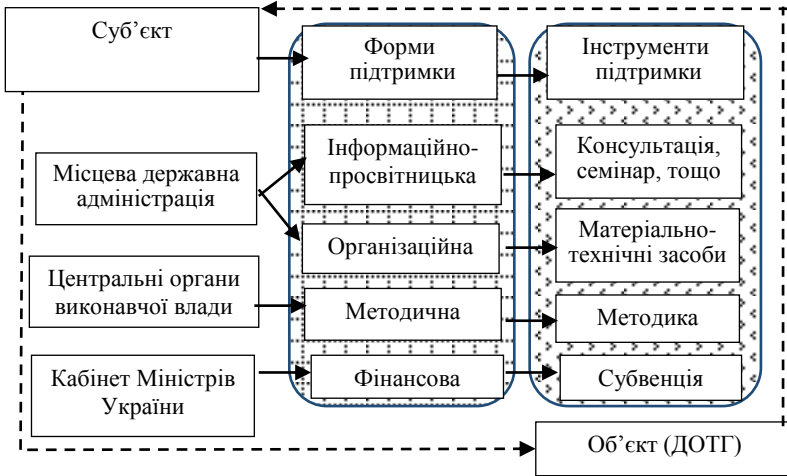 Суб’єкт
Форми
підтримки
Інструменти
підтримки
Місцева державна
адміністрація
Інформаційно-
просвітницька
Консультація,
семінар, тощо
Організаційна
Матеріально-
технічні засоби
Центральні органи
виконавчої влади
Методична
Методика
Кабінет Міністрів
України
Фінансова
Субвенція
Об’єкт (ДОТГ)